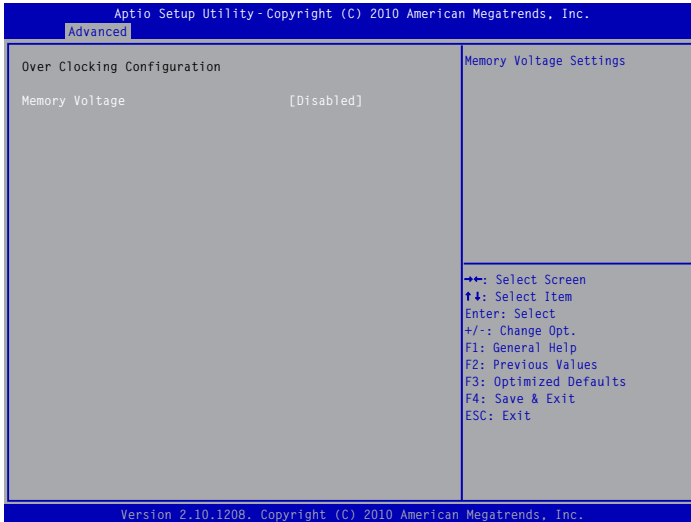 Aptio Setup Utility - Copyright (C) 2010 American Megatrends, Inc.
Advanced
Over Clocking Configuration
Memory Voltage [Disabled]
Memory Voltage Settings
→←: Select Screen
↑↓: Select Item
Enter: Select
+/-: Change Opt.
F1: General Help
F2: Previous Values
F3: Optimized Defaults
F4: Save & Exit
ESC: Exit
Version 2.10.1208. Copyright (C) 2010 American Megatrends, Inc.